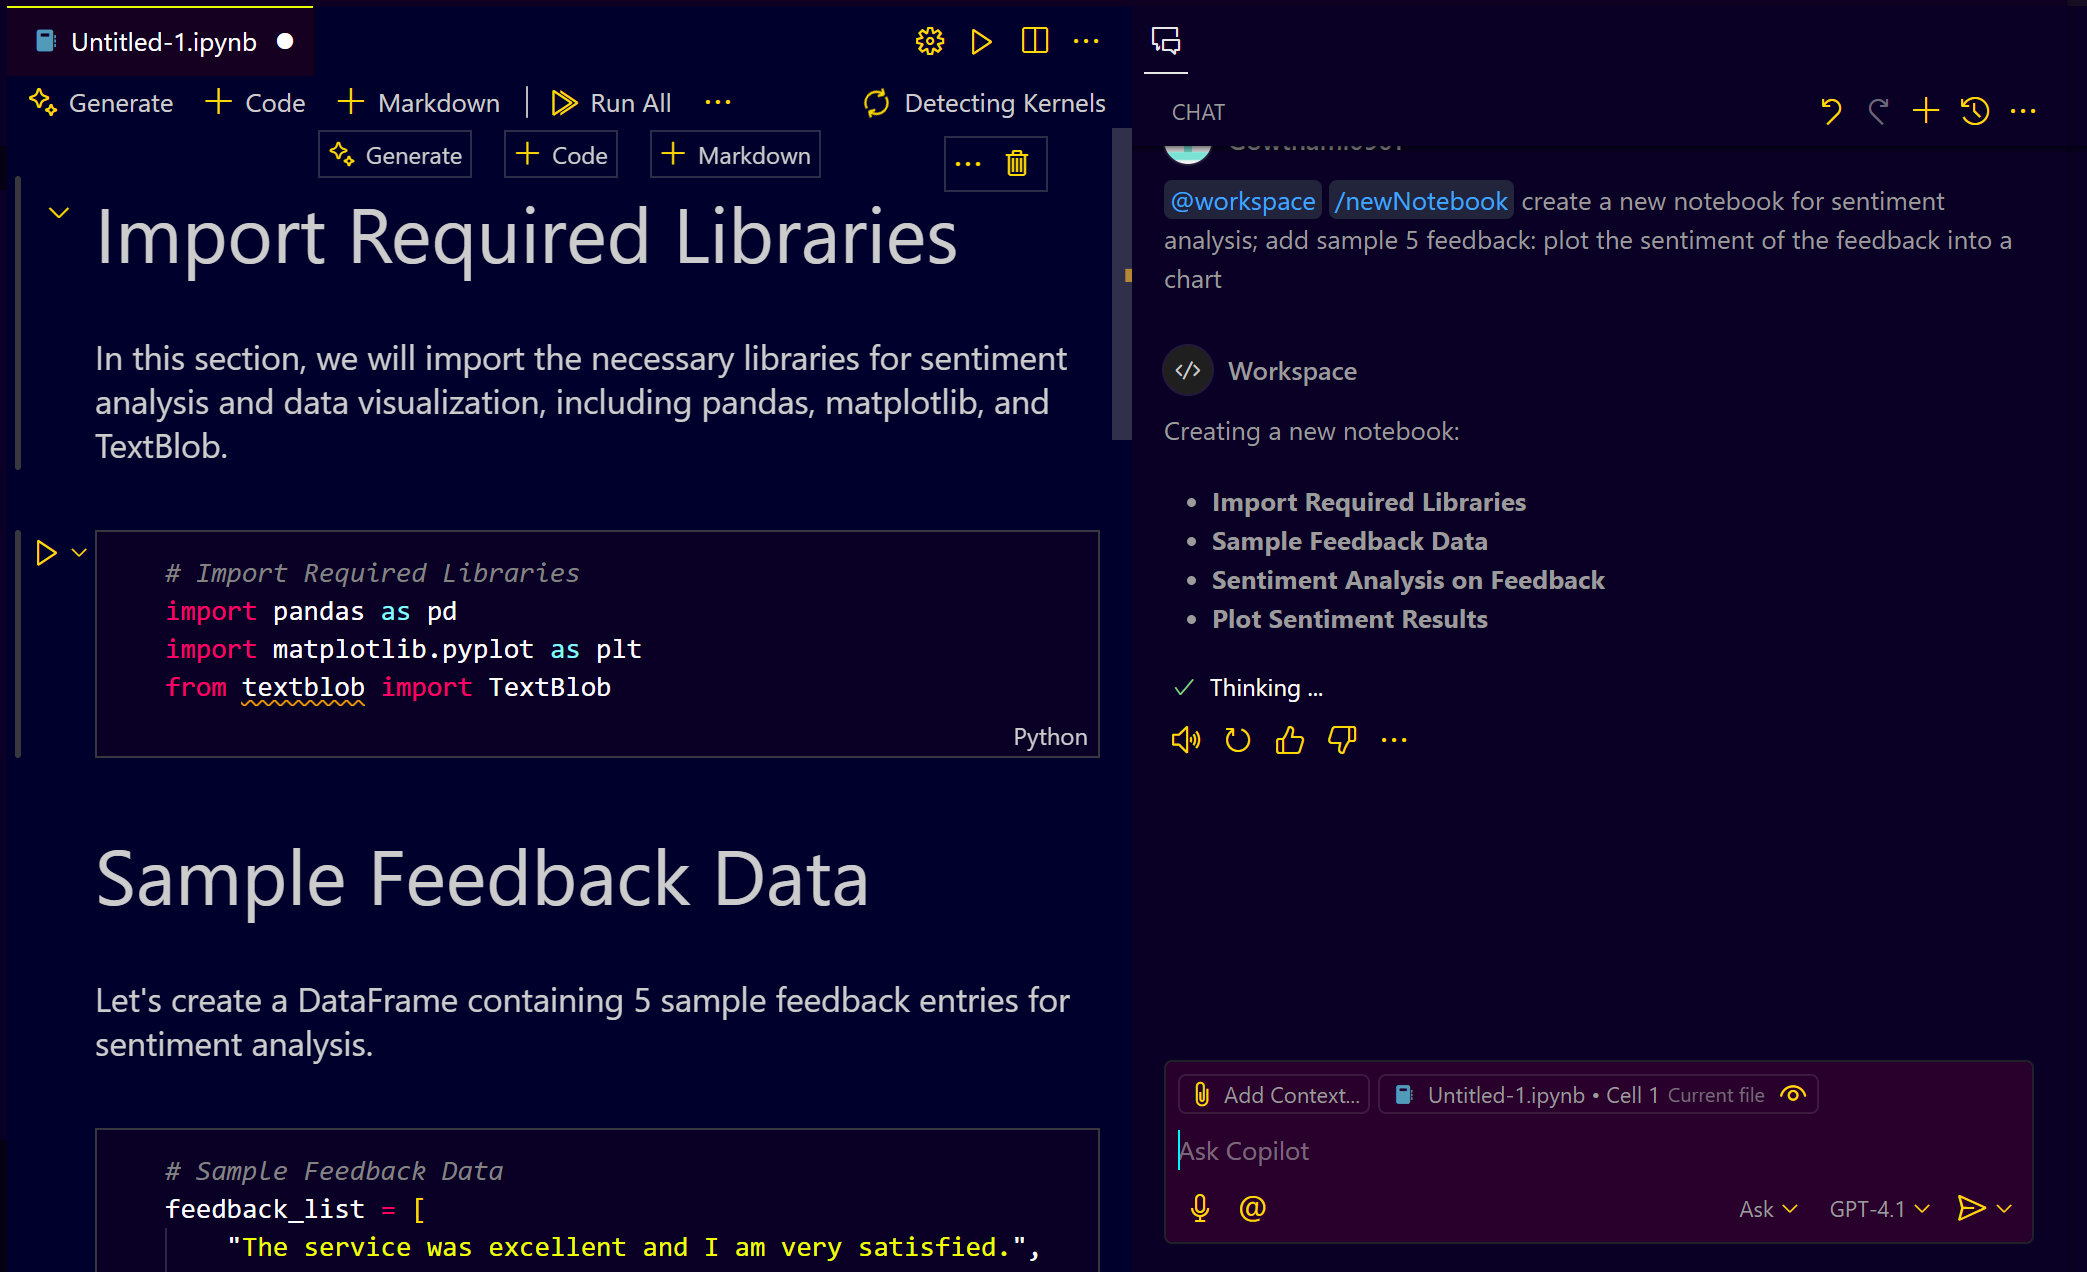 Untitled-1.ipynb
Generate
Code
Markdown
Run All
Detecting Kernels
Generate
Code
Markdown
Import Required Libraries
In this section, we will import the necessary libraries for sentiment
analysis and data visualization, including pandas, matplotlib, and
TextBlob.
# Import Required Libraries
import pandas as pd
import matplotlib.pyplot as plt
from textblob import TextBlob
Python
Sample Feedback Data
Let's create a DataFrame containing 5 sample feedback entries for
sentiment analysis.
# Sample Feedback Data
feedback_list = [
"The service was excellent and I am very satisfied.",
CHAT
@workspace /newNotebook create a new notebook for sentiment
analysis; add sample 5 feedback: plot the sentiment of the feedback into a
chart
Workspace
Creating a new notebook:
• Import Required Libraries
• Sample Feedback Data
• Sentiment Analysis on Feedback
• Plot Sentiment Results
Thinking ...
Add Context...
Untitled-1.ipynb • Cell 1 Current file
Ask Copilot
@
Ask
GPT-4.1